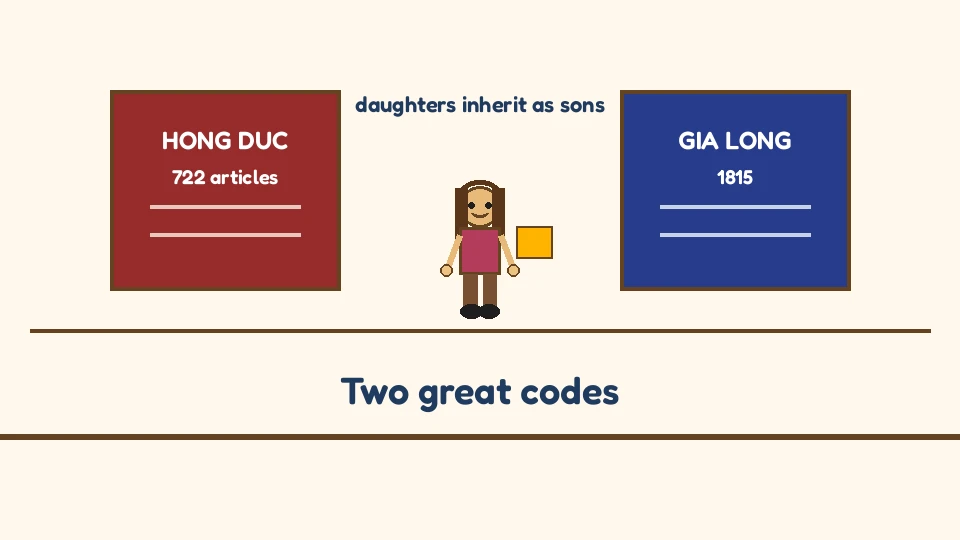 HONG DUC
722 articles
daughters inherit as sons
GIA LONG
1815
Two great codes